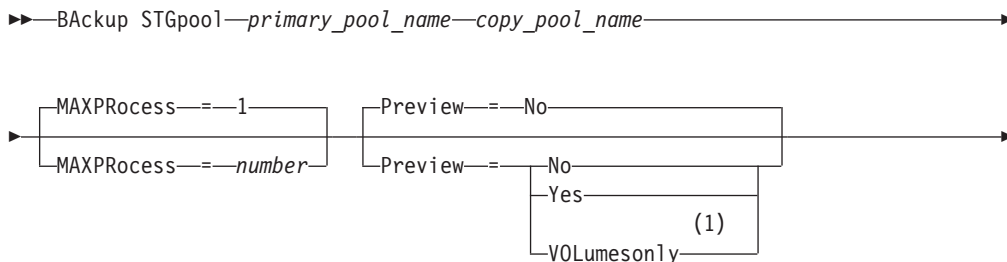 BAckup STGpool primary_pool_name copy_pool_name
MAXPRocess = 1 Preview = No
MAXPRocess = number Preview = No
Yes
(1)
VOLumesonly